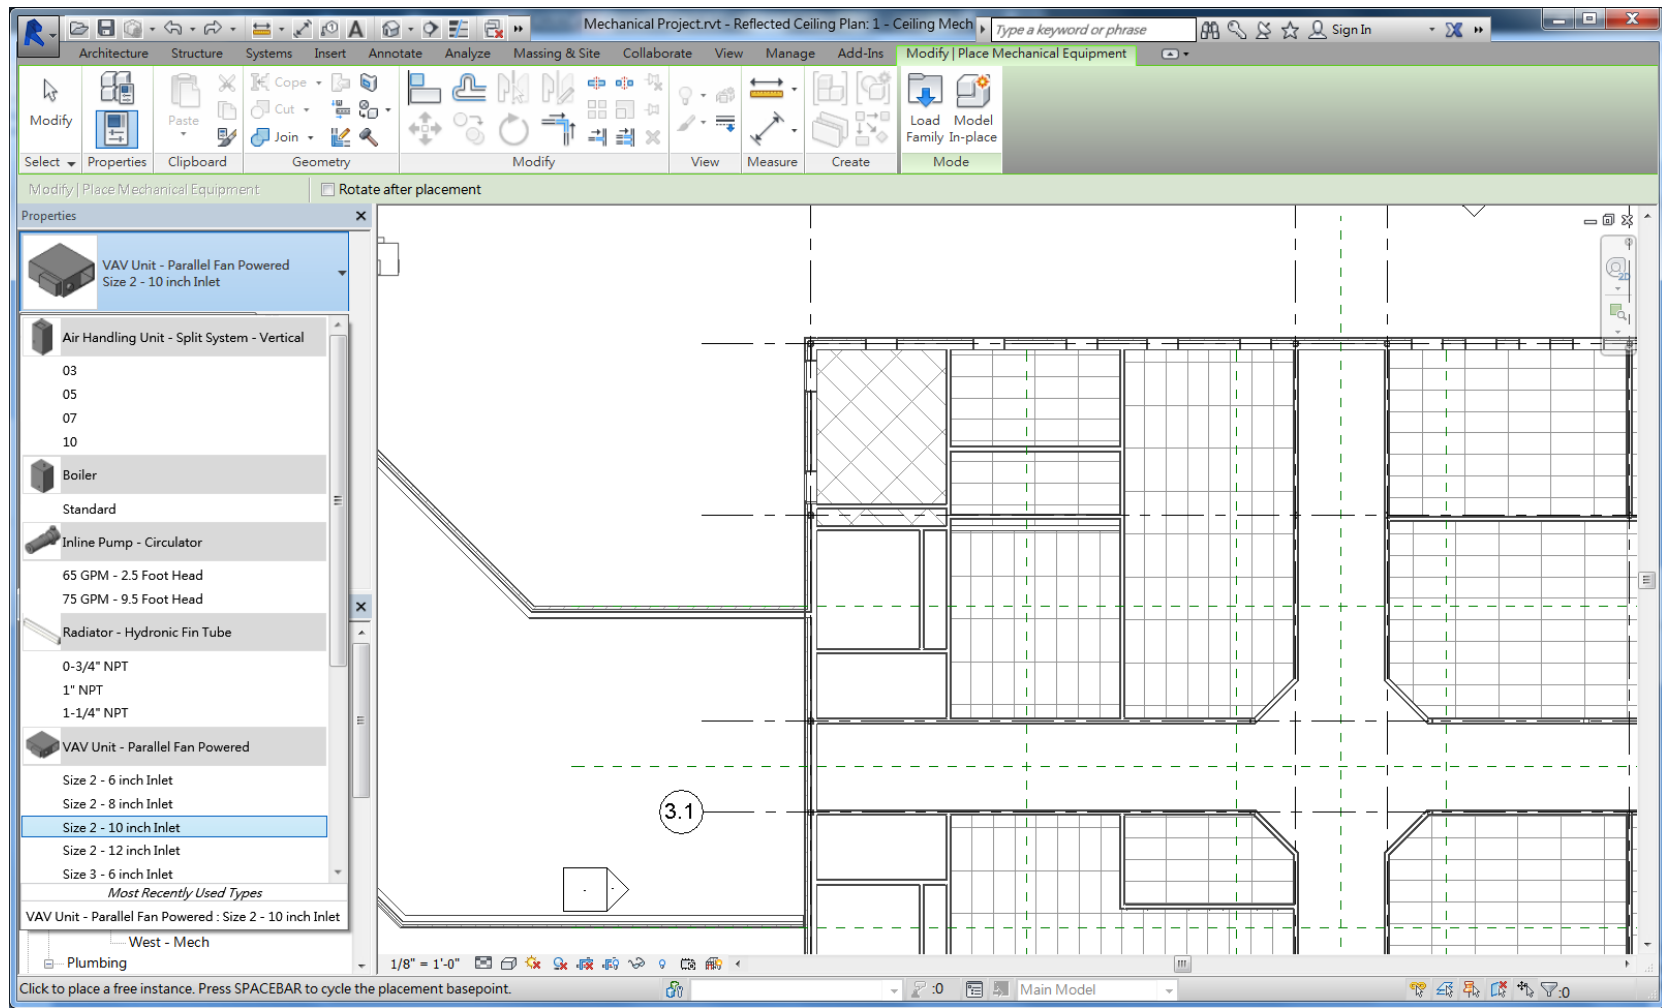 Mechanical Project.rvt - Reflected Ceiling Plan: 1 - Ceiling Mech
Type a keyword or phrase
Sign In
Architecture Structure Systems Insert Annotate Analyze Massing & Site Collaborate View Manage Add-Ins Modify | Place Mechanical Equipment
Modify
Paste
Cope
Cut
Join
Load Family
Model In-place
Select Properties Clipboard Geometry Modify View Measure Create Mode
Modify | Place Mechanical Equipment
Rotate after placement
Properties
VAV Unit - Parallel Fan Powered
Size 2 - 10 inch Inlet
Air Handling Unit - Split System - Vertical
03
05
07
10
Boiler
Standard
Inline Pump - Circulator
65 GPM - 2.5 Foot Head
75 GPM - 9.5 Foot Head
Radiator - Hydronic Fin Tube
0-3/4" NPT
1" NPT
1-1/4" NPT
VAV Unit - Parallel Fan Powered
Size 2 - 6 inch Inlet
Size 2 - 8 inch Inlet
Size 2 - 10 inch Inlet
Size 2 - 12 inch Inlet
Size 3 - 6 inch Inlet
Most Recently Used Types
VAV Unit - Parallel Fan Powered : Size 2 - 10 inch Inlet
West - Mech
Plumbing
3.1
2D
1/8" = 1'-0"
Click to place a free instance. Press SPACEBAR to cycle the placement basepoint.
:0
Main Model
:0